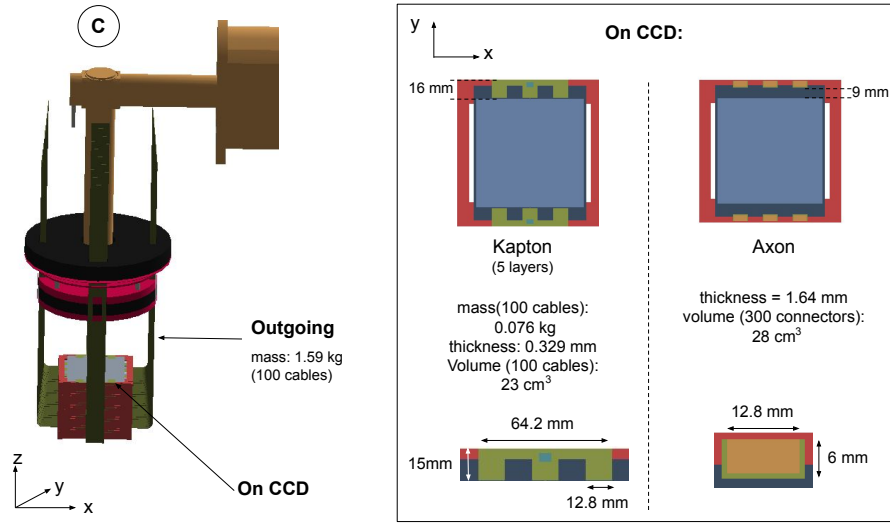 C
Outgoing
mass: 1.59 kg
(100 cables)
On CCD
z
y
x
y
x
On CCD:
16 mm
9 mm
Kapton
(5 layers)
mass(100 cables):
0.076 kg
thickness: 0.329 mm
Volume (100 cables):
23 cm³
64.2 mm
15mm
12.8 mm
Axon
thickness = 1.64 mm
volume (300 connectors):
28 cm³
12.8 mm
6 mm